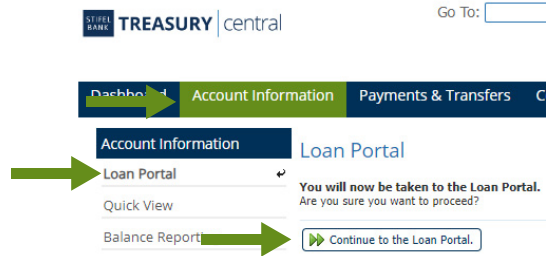 Go To:
STIFEL
BANK
TREASURY central
Dashboard Account Information Payments & Transfers
Account Information
Loan Portal
Loan Portal
You will now be taken to the Loan Portal.
Are you sure you want to proceed?
Quick View
Continue to the Loan Portal.
Balance